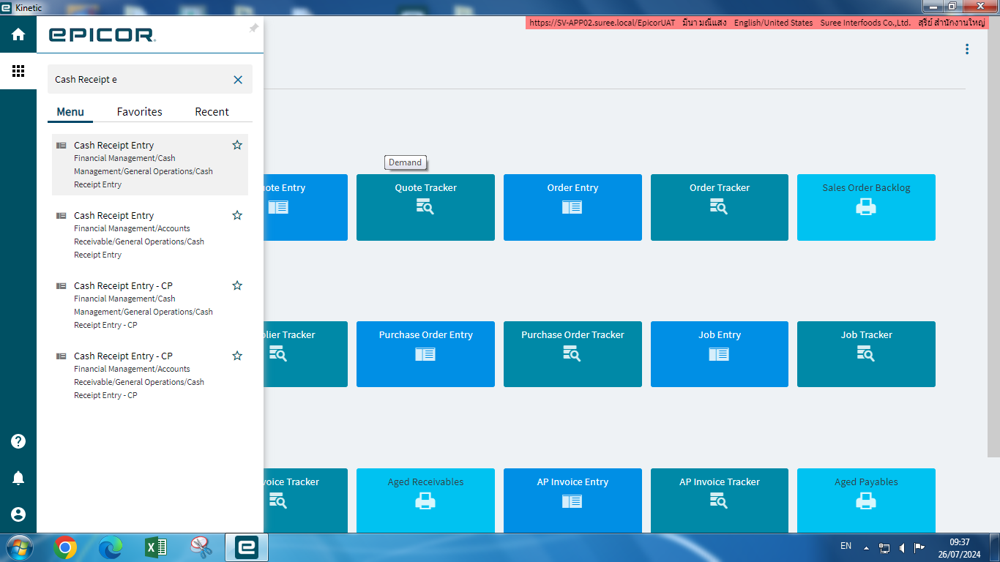 Kinetic
https://SV-APP02.suree.local/EpicorUAT มีนา มณีแสง English/United States Suree Interfoods Co.,Ltd. สุรีย์ สำนักงานใหญ่
EPICOR
Cash Receipt e
Menu Favorites Recent
Cash Receipt Entry
Financial Management/Cash
Management/General Operations/Cash
Receipt Entry
Cash Receipt Entry
Financial Management/Accounts
Receivable/General Operations/Cash
Receipt Entry
Cash Receipt Entry - CP
Financial Management/Cash
Management/General Operations/Cash
Receipt Entry - CP
Cash Receipt Entry - CP
Financial Management/Accounts
Receivable/General Operations/Cash
Receipt Entry - CP
Demand
ote Entry Quote Tracker Order Entry Order Tracker Sales Order Backlog
lier Tracker Purchase Order Entry Purchase Order Tracker Job Entry Job Tracker
voice Tracker Aged Receivables AP Invoice Entry AP Invoice Tracker Aged Payables
EN
09:37
26/07/2024